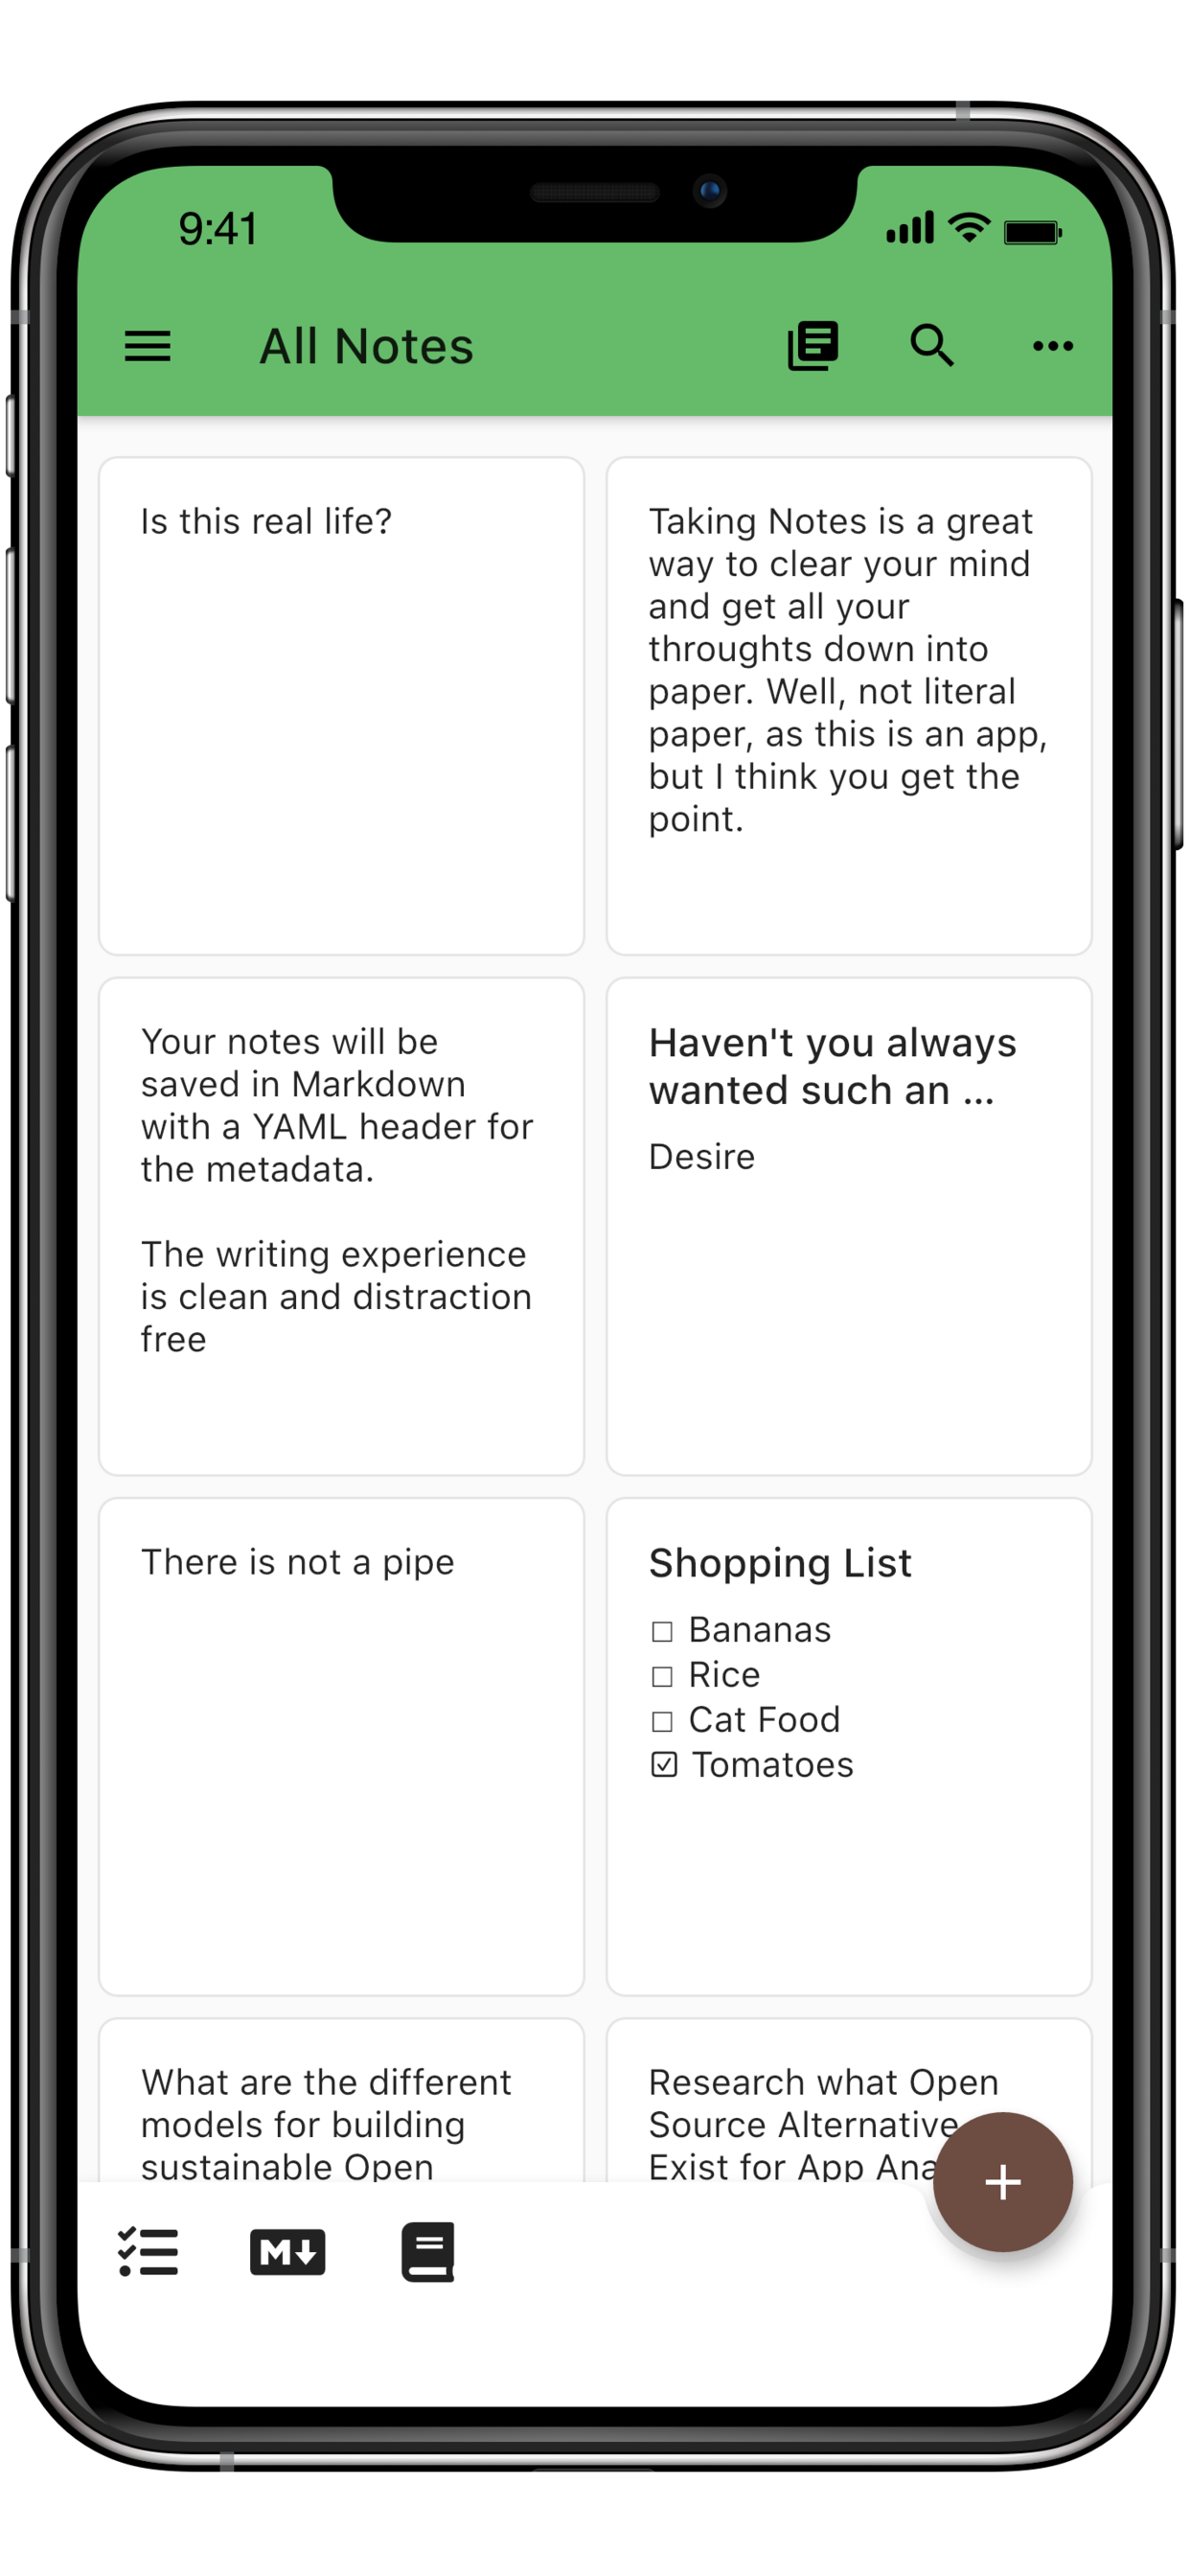 9:41
All Notes
Is this real life?
Taking Notes is a great
way to clear your mind
and get all your
throughts down into
paper. Well, not literal
paper, as this is an app,
but I think you get the
point.
Your notes will be
saved in Markdown
with a YAML header for
the metadata.
The writing experience
is clean and distraction
free
Haven't you always
wanted such an ...
Desire
There is not a pipe
Shopping List
☐ Bananas
☐ Rice
☐ Cat Food
☑ Tomatoes
What are the different
models for building
sustainable Open
Research what Open
Source Alternative
Exist for App Ana
M